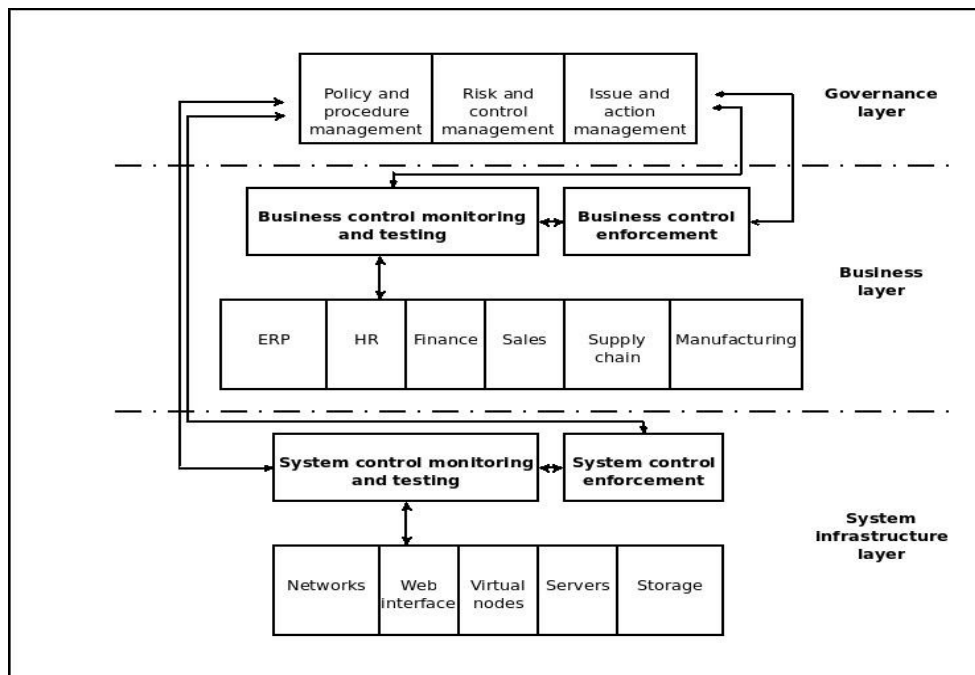 Policy and
procedure
management
Risk and
control
management
Issue and
action
management
Governance
layer
Business control monitoring
and testing
Business control
enforcement
Business
layer
ERP
HR
Finance
Sales
Supply
chain
Manufacturing
System control monitoring
and testing
System control
enforcement
System
infrastructure
layer
Networks
Web
interface
Virtual
nodes
Servers
Storage